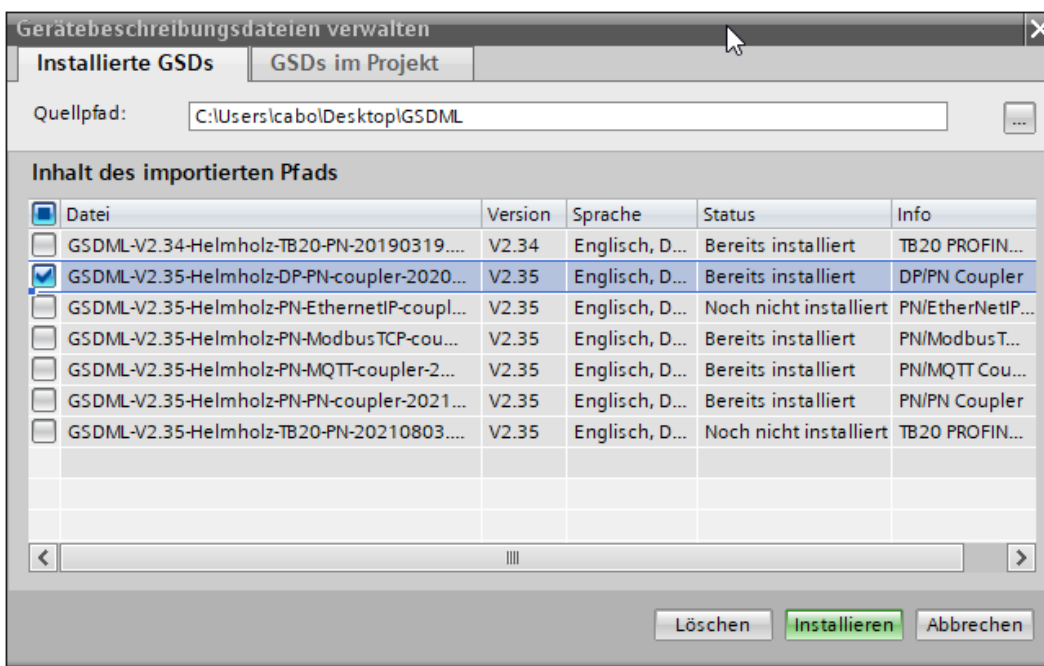 Gerätebeschreibungsdateien verwalten
Installierte GSDs GSDs im Projekt
Quellpfad: C:\Users\cabo\Desktop\GSDML ...
Inhalt des importierten Pfads
Datei Version Sprache Status Info
GSDML-V2.34-Helmholz-TB20-PN-20190319.... V2.34 Englisch, D... Bereits installiert TB20 PROFIN...
GSDML-V2.35-Helmholz-DP-PN-coupler-2020... V2.35 Englisch, D... Bereits installiert DP/PN Coupler
GSDML-V2.35-Helmholz-PN-EthernetIP-coupl... V2.35 Englisch, D... Noch nicht installiert PN/EtherNetIP...
GSDML-V2.35-Helmholz-PN-ModbusTCP-cou... V2.35 Englisch, D... Bereits installiert PN/ModbusT...
GSDML-V2.35-Helmholz-PN-MQTT-coupler-2... V2.35 Englisch, D... Bereits installiert PN/MQTT Cou...
GSDML-V2.35-Helmholz-PN-PN-coupler-2021... V2.35 Englisch, D... Bereits installiert PN/PN Coupler
GSDML-V2.35-Helmholz-TB20-PN-20210803.... V2.35 Englisch, D... Noch nicht installiert TB20 PROFIN...
Löschen Installieren Abbrechen